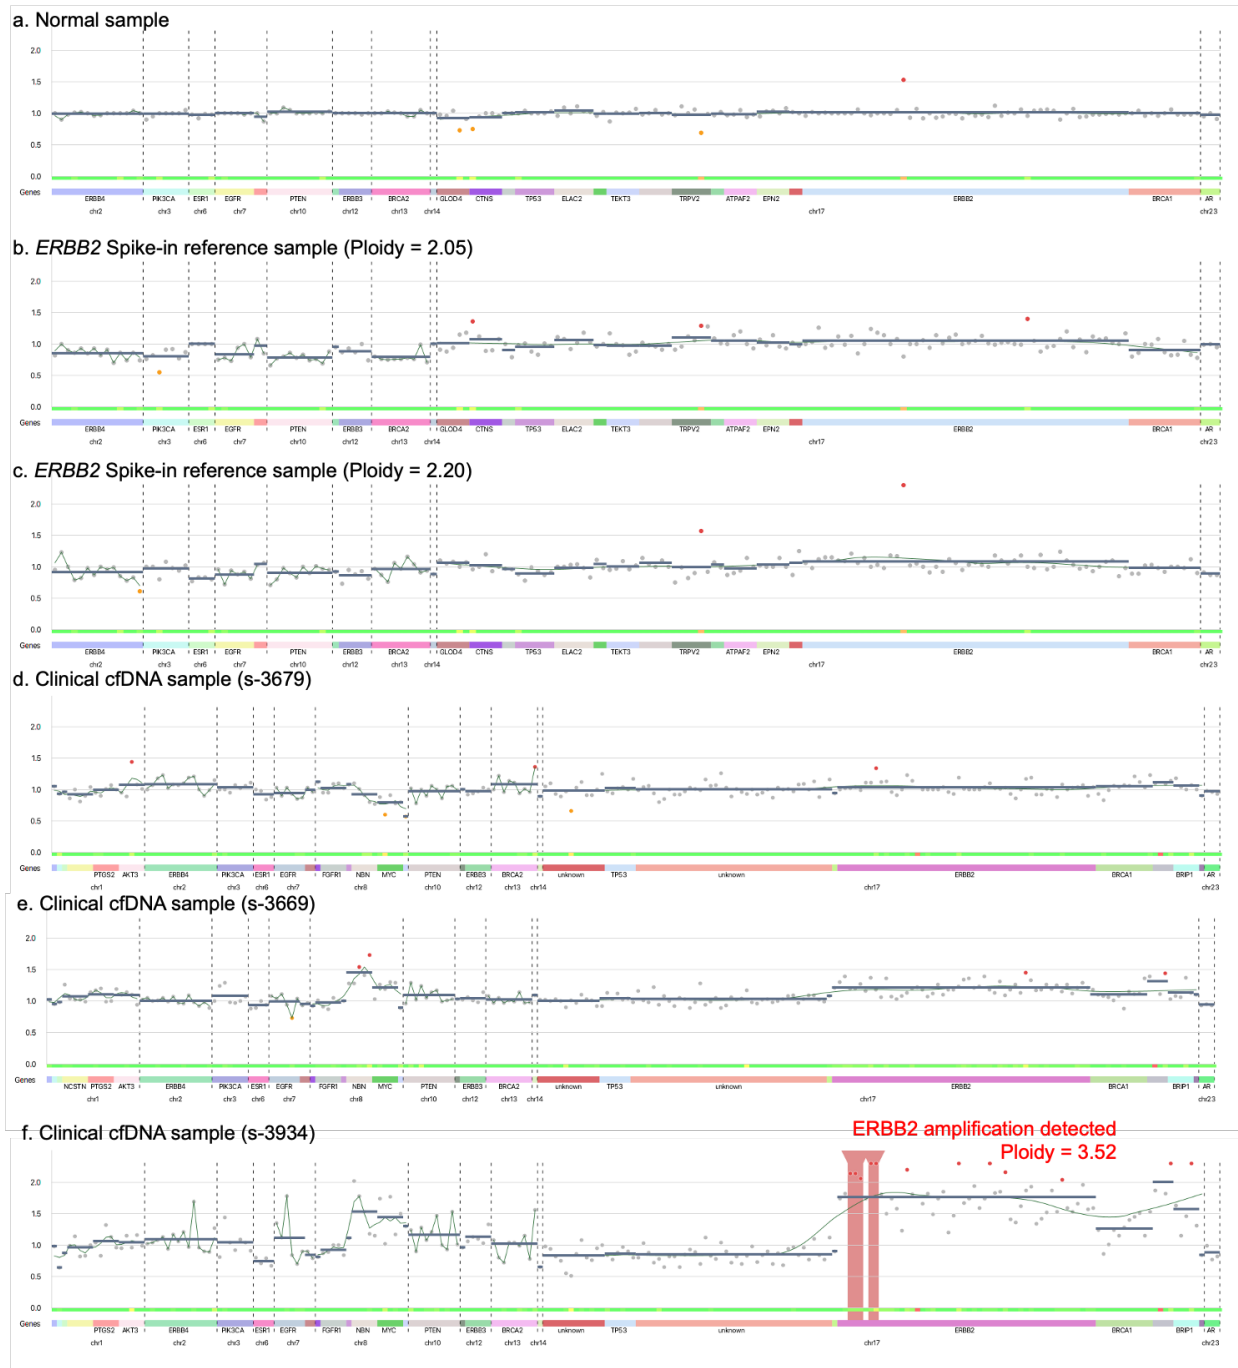 a. Normal sample
2.0
1.5
1.0
0.5
0.0
Genes
ERBB4 PIK3CA ESR1 EGFR PTEN ERBB3 BRCA2 GLOD4 CTNS TP53 ELAC2 TEKT3 TRPV2 ATPAF2 EPN2 ERBB2 BRCA1 AR
chr2 chr3 chr6 chr7 chr10 chr12 chr13 chr14 chr17 chr23
b. ERBB2 Spike-in reference sample (Ploidy = 2.05)
2.0
1.5
1.0
0.5
0.0
Genes
ERBB4 PIK3CA ESR1 EGFR PTEN ERBB3 BRCA2 GLOD4 CTNS TP53 ELAC2 TEKT3 TRPV2 ATPAF2 EPN2 ERBB2 BRCA1 AR
chr2 chr3 chr6 chr7 chr10 chr12 chr13 chr14 chr17 chr23
c. ERBB2 Spike-in reference sample (Ploidy = 2.20)
2.0
1.5
1.0
0.5
0.0
Genes
ERBB4 PIK3CA ESR1 EGFR PTEN ERBB3 BRCA2 GLOD4 CTNS TP53 ELAC2 TEKT3 TRPV2 ATPAF2 EPN2 ERBB2 BRCA1 AR
chr2 chr3 chr6 chr7 chr10 chr12 chr13 chr14 chr17 chr23
d. Clinical cfDNA sample (s-3679)
2.0
1.5
1.0
0.5
0.0
Genes
PTGS2 AKT3 ERBB4 PIK3CA ESR1 EGFR FGFR1 NBN MYC PTEN ERBB3 BRCA2 unknown TP53 unknown ERBB2 BRCA1 BRIP1 AR
chr1 chr2 chr3 chr6 chr7 chr8 chr10 chr12 chr13 chr14 chr17 chr23
e. Clinical cfDNA sample (s-3669)
2.0
1.5
1.0
0.5
0.0
Genes
NCSTN PTGS2 AKT3 ERBB4 PIK3CA ESR1 EGFR FGFR1 NBN MYC PTEN ERBB3 BRCA2 unknown TP53 unknown ERBB2 BRCA1 BRIP1 AR
chr1 chr2 chr3 chr6 chr7 chr8 chr10 chr12 chr13 chr14 chr17 chr23
f. Clinical cfDNA sample (s-3934)
ERBB2 amplification detected
Ploidy = 3.52
2.0
1.5
1.0
0.5
0.0
Genes
PTGS2 AKT3 ERBB4 PIK3CA ESR1 EGFR FGFR1 NBN MYC PTEN ERBB3 BRCA2 unknown TP53 unknown ERBB2 BRCA1 BRIP1 AR
chr1 chr2 chr3 chr6 chr7 chr8 chr10 chr12 chr13 chr14 chr17 chr23